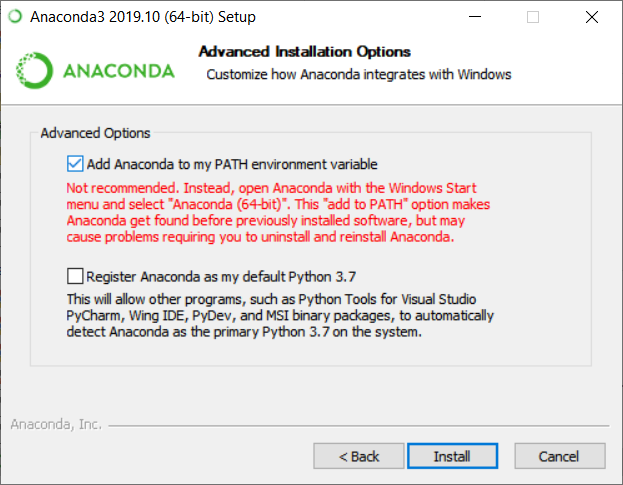 Anaconda3 2019.10 (64-bit) Setup
Advanced Installation Options
Customize how Anaconda integrates with Windows
ANACONDA
Advanced Options
Add Anaconda to my PATH environment variable
Not recommended. Instead, open Anaconda with the Windows Start
menu and select "Anaconda (64-bit)". This "add to PATH" option makes
Anaconda get found before previously installed software, but may
cause problems requiring you to uninstall and reinstall Anaconda.
Register Anaconda as my default Python 3.7
This will allow other programs, such as Python Tools for Visual Studio
PyCharm, Wing IDE, PyDev, and MSI binary packages, to automatically
detect Anaconda as the primary Python 3.7 on the system.
Anaconda, Inc.
< Back
Install
Cancel